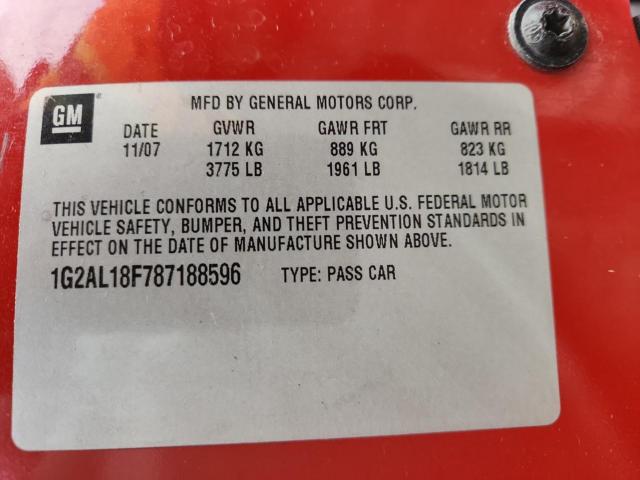 GM
MFD BY GENERAL MOTORS CORP.
DATE GVWR GAWR FRT GAWR RR
11/07 1712 KG 889 KG 823 KG
3775 LB 1961 LB 1814 LB
THIS VEHICLE CONFORMS TO ALL APPLICABLE U.S. FEDERAL MOTOR
VEHICLE SAFETY, BUMPER, AND THEFT PREVENTION STANDARDS IN
EFFECT ON THE DATE OF MANUFACTURE SHOWN ABOVE.
1G2AL18F787188596 TYPE: PASS CAR